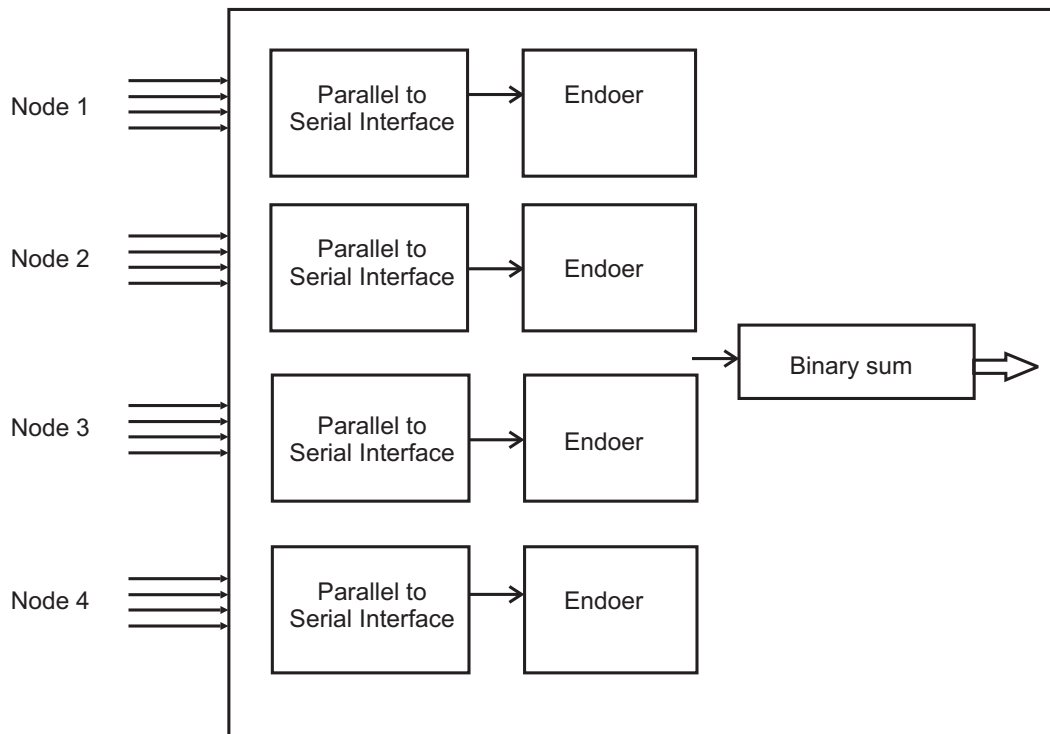 Node 1
Parallel to
Serial Interface
Endoer
Node 2
Parallel to
Serial Interface
Endoer
Binary sum
Node 3
Parallel to
Serial Interface
Endoer
Node 4
Parallel to
Serial Interface
Endoer